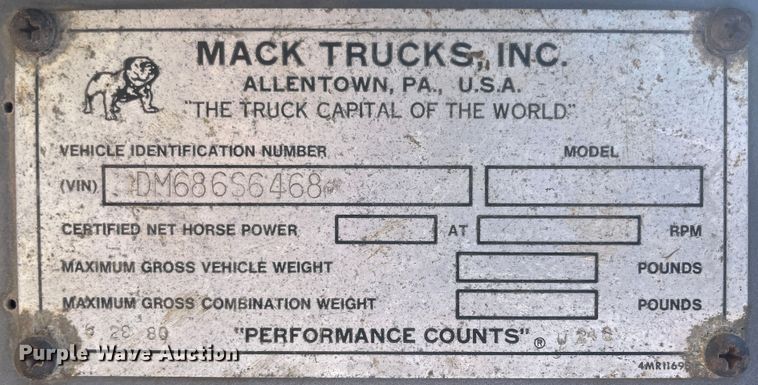 MACK TRUCKS, INC.
ALLENTOWN, PA., U.S.A.
"THE TRUCK CAPITAL OF THE WORLD"
VEHICLE IDENTIFICATION NUMBER MODEL
(VIN) DM686S6468
CERTIFIED NET HORSE POWER AT RPM
MAXIMUM GROSS VEHICLE WEIGHT POUNDS
MAXIMUM GROSS COMBINATION WEIGHT POUNDS
80 "PERFORMANCE COUNTS" ®
Purple Wave Auction